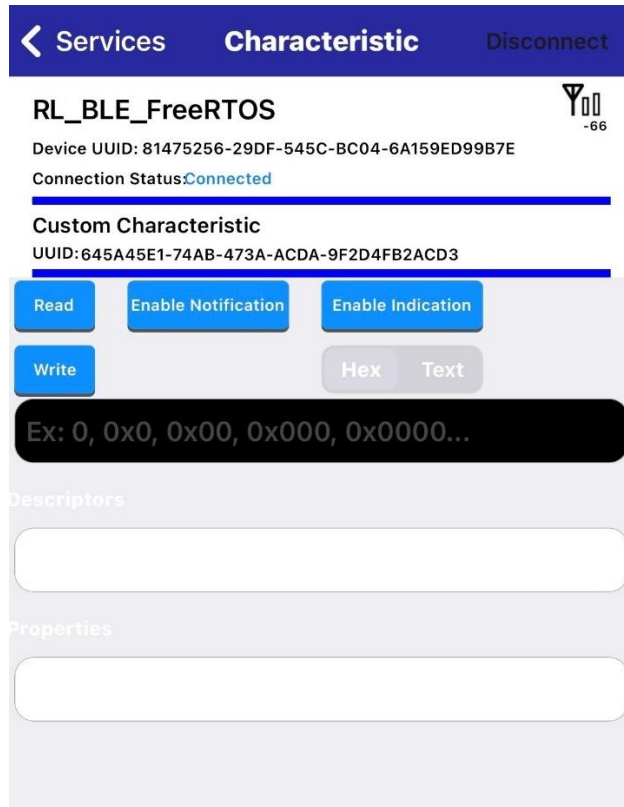 Services Characteristic Disconnect
RL_BLE_FreeRTOS
-66
Device UUID: 81475256-29DF-545C-BC04-6A159ED99B7E
Connection Status:Connected
Custom Characteristic
UUID:645A45E1-74AB-473A-ACDA-9F2D4FB2ACD3
Read Enable Notification Enable Indication
Write Hex Text
Ex: 0, 0x0, 0x00, 0x000, 0x0000...
Descriptors
Properties